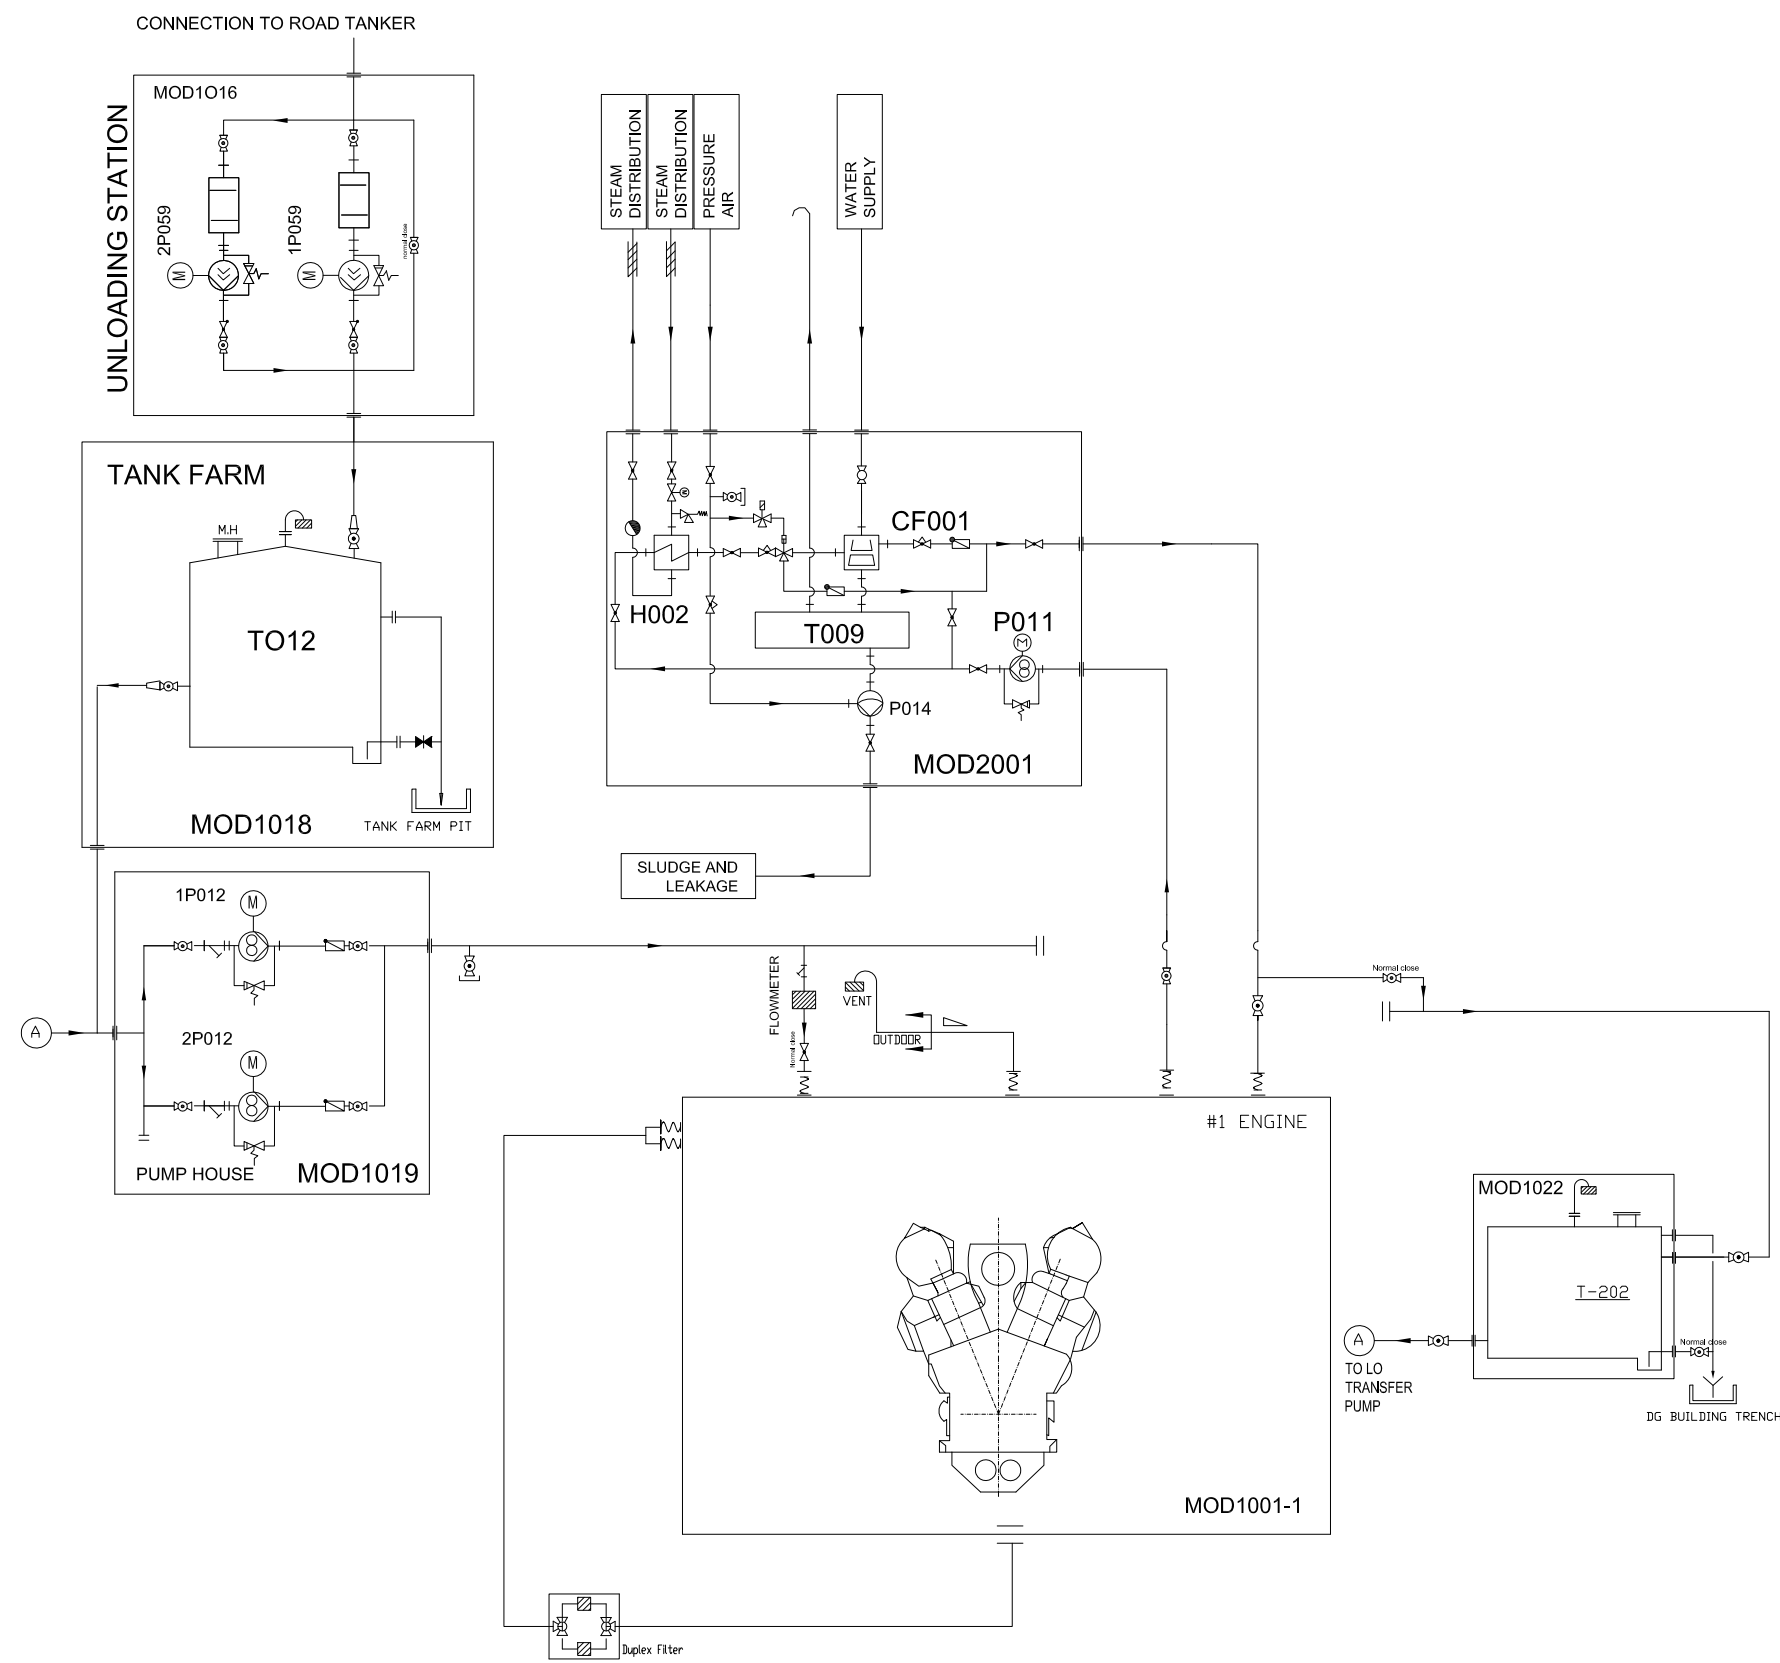 CONNECTION TO ROAD TANKER
MOD1O16
UNLOADING STATION
2P059
1P059
normal close
M
M
STEAM
DISTRIBUTION
STEAM
DISTRIBUTION
PRESSURE
AIR
WATER
SUPPLY
TANK FARM
M.H
TO12
MOD1018
TANK FARM PIT
CF001
H002
T009
P011
M
P014
MOD2001
SLUDGE AND
LEAKAGE
1P012
M
A
2P012
M
PUMP HOUSE
MOD1019
FLOWMETER
Normal close
VENT
OUTDOOR
Normal close
#1 ENGINE
MOD1001-1
MOD1022
T-202
Normal close
A
TO LO
TRANSFER
PUMP
DG BUILDING TRENCH
Duplex Filter